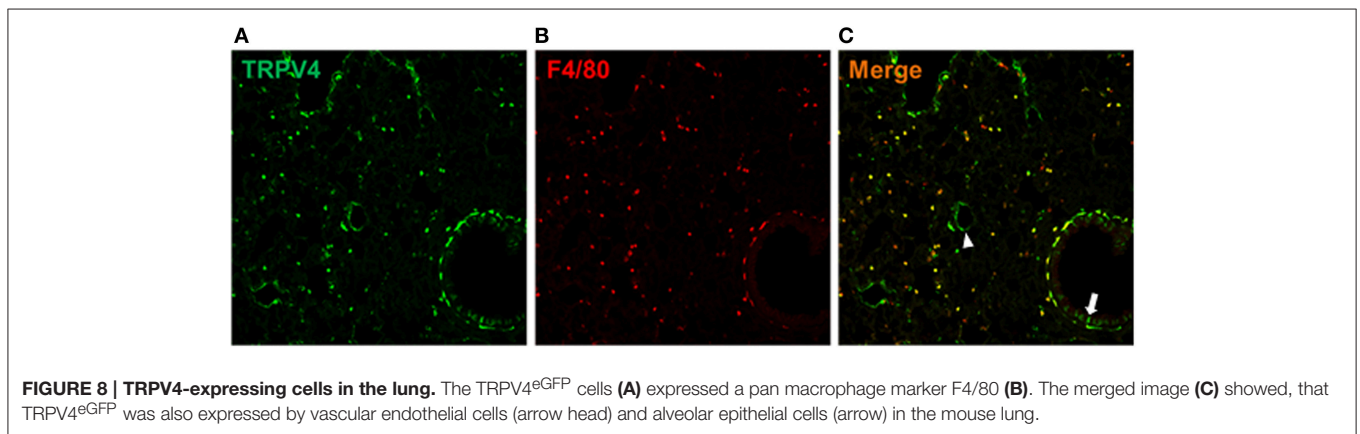 A B C
TRPV4 F4/80 Merge
FIGURE 8 | TRPV4-expressing cells in the lung. The TRPV4eGFP cells (A) expressed a pan macrophage marker F4/80 (B). The merged image (C) showed, that
TRPV4eGFP was also expressed by vascular endothelial cells (arrow head) and alveolar epithelial cells (arrow) in the mouse lung.